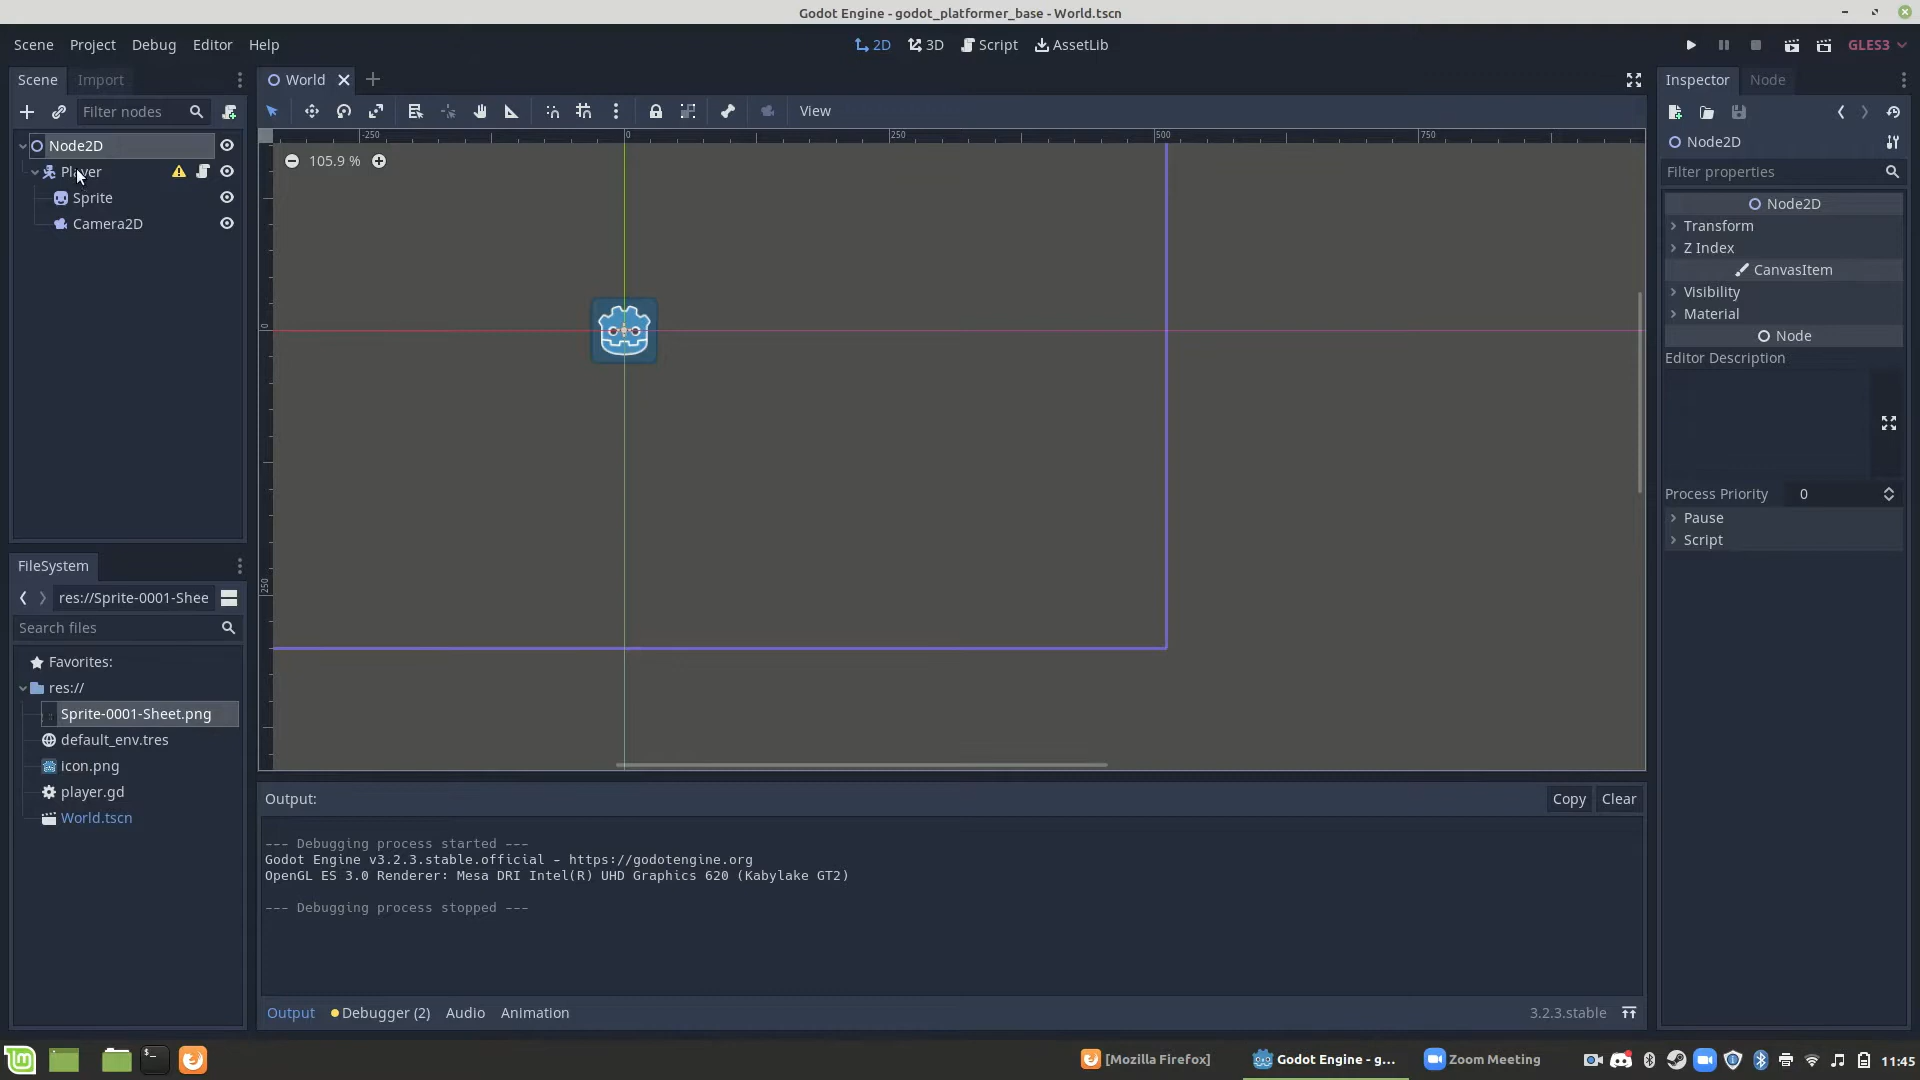 Godot Engine - godot_platformer_base - World.tscn
Scene Project Debug Editor Help
2D 3D Script AssetLib
GLES3
Scene Import
World
Inspector Node
Filter nodes
View
Node2D
Player
Sprite
Camera2D
-250 0 250 500 750
105.9 %
0
250
Node2D
Filter properties
Node2D
Transform
Z Index
CanvasItem
Visibility
Material
Node
Editor Description
Process Priority 0
Pause
Script
FileSystem
res://Sprite-0001-Shee
Search files
Favorites:
res://
Sprite-0001-Sheet.png
default_env.tres
icon.png
player.gd
World.tscn
Output:
Copy Clear
--- Debugging process started ---
Godot Engine v3.2.3.stable.official - https://godotengine.org
OpenGL ES 3.0 Renderer: Mesa DRI Intel(R) UHD Graphics 620 (Kabylake GT2)
--- Debugging process stopped ---
Output Debugger (2) Audio Animation
3.2.3.stable
[Mozilla Firefox]
Godot Engine - g...
Zoom Meeting
11:45